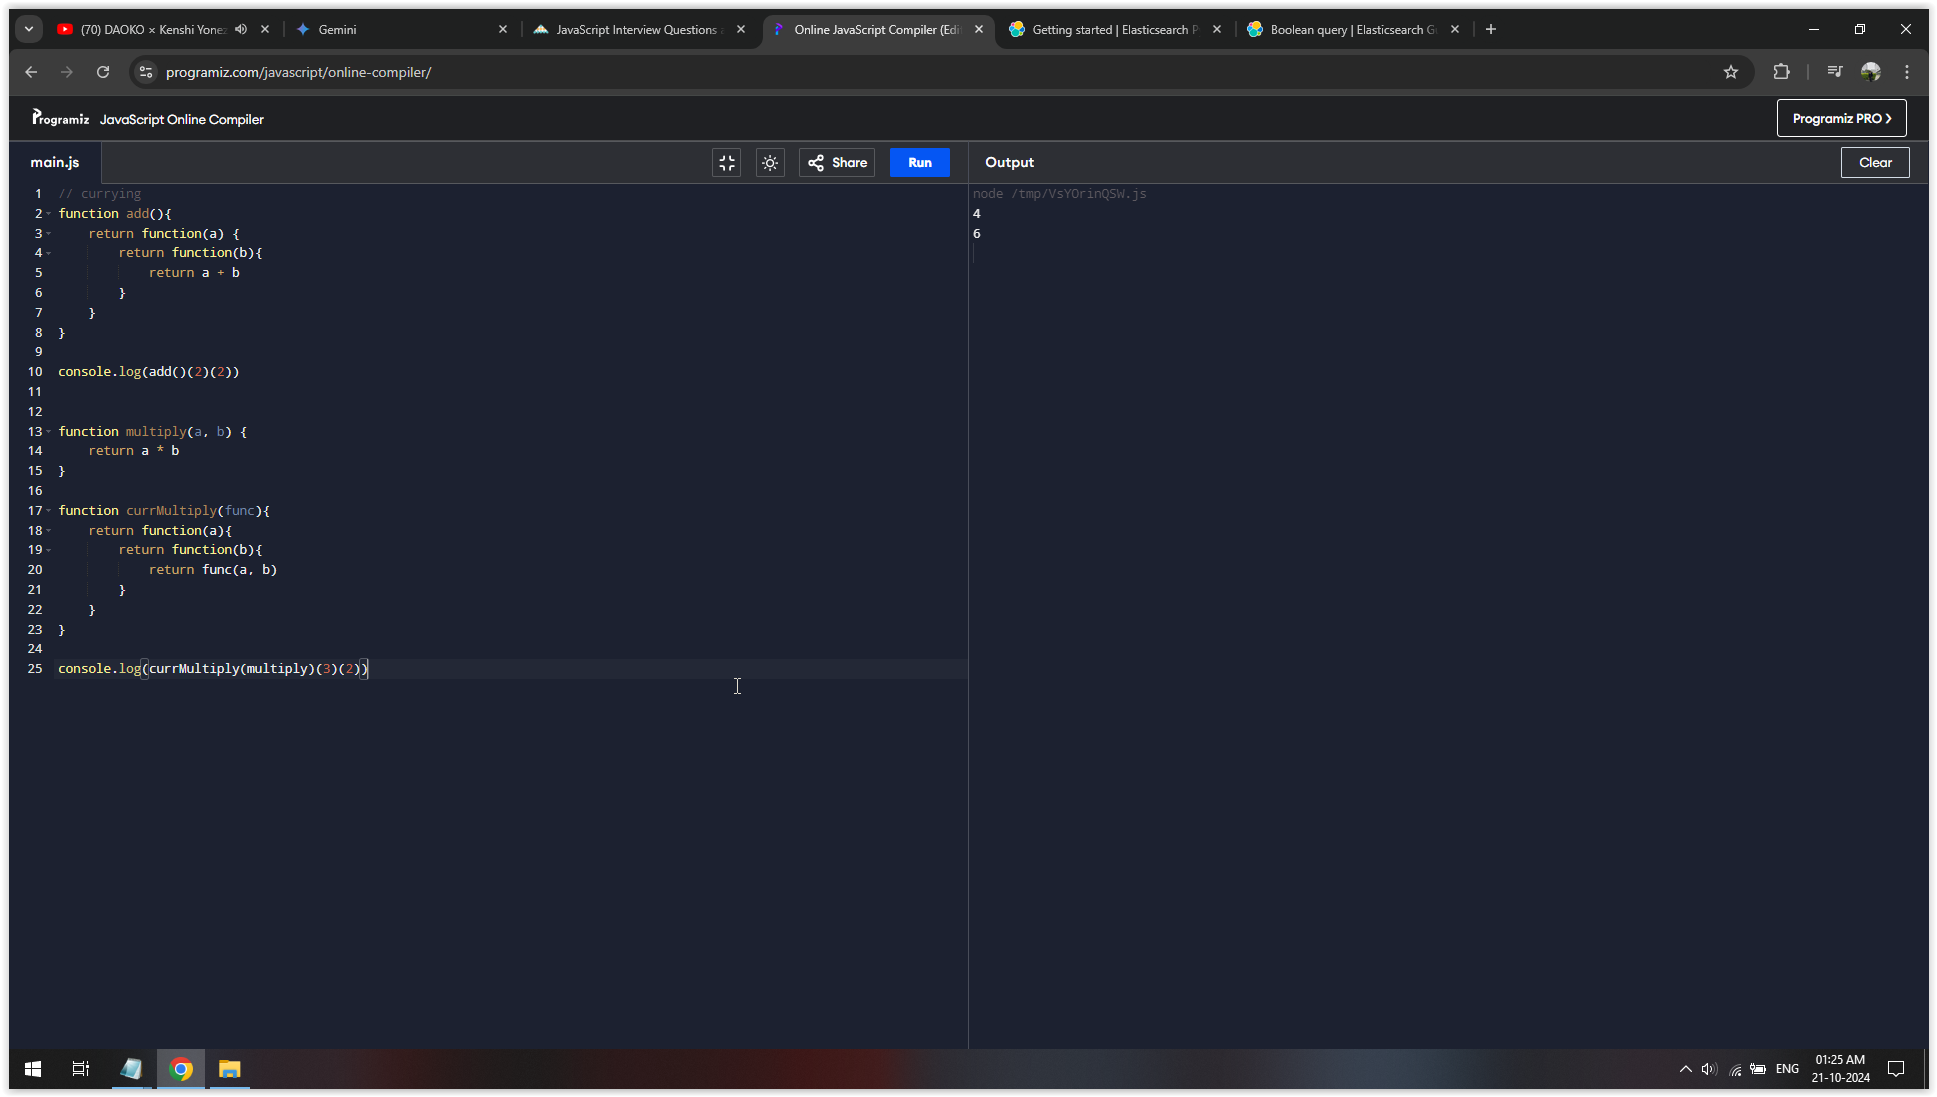 (70) DAOKO × Kenshi Yonez
Gemini
JavaScript Interview Questions a
Online JavaScript Compiler (Edi
Getting started | Elasticsearch P
Boolean query | Elasticsearch Gu
programiz.com/javascript/online-compiler/
Programiz JavaScript Online Compiler
Programiz PRO
main.js
Share
Run
Output
Clear
1 // currying
2 function add(){
3 return function(a) {
4 return function(b){
5 return a + b
6 }
7 }
8 }
9
10 console.log(add()(2)(2))
11
12
13 function multiply(a, b) {
14 return a * b
15 }
16
17 function currMultiply(func){
18 return function(a){
19 return function(b){
20 return func(a, b)
21 }
22 }
23 }
24
25 console.log(currMultiply(multiply)(3)(2))
node /tmp/VsYOrinQSW.js
4
6
ENG
01:25 AM
21-10-2024